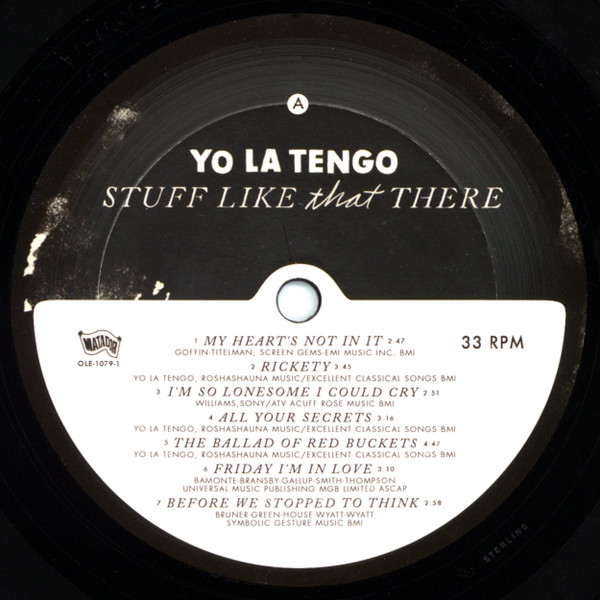 A
YO LA TENGO
STUFF LIKE that THERE
MATADOR
OLE-1079-1
33 RPM
1 MY HEART'S NOT IN IT 2:47
GOFFIN-TITELMAN, SCREEN GEMS-EMI MUSIC INC. BMI
2 RICKETY 3:45
YO LA TENGO, ROSHASHAUNA MUSIC/EXCELLENT CLASSICAL SONGS BMI
3 I'M SO LONESOME I COULD CRY 2:51
WILLIAMS,SONY/ATV ACUFF ROSE MUSIC BMI
4 ALL YOUR SECRETS 3:16
YO LA TENGO, ROSHASHAUNA MUSIC/EXCELLENT CLASSICAL SONGS BMI
5 THE BALLAD OF RED BUCKETS 4:47
YO LA TENGO, ROSHASHAUNA MUSIC/EXCELLENT CLASSICAL SONGS BMI
6 FRIDAY I'M IN LOVE 3:10
BAMONTE-BRANSBY-GALLUP-SMITH-THOMPSON
UNIVERSAL MUSIC PUBLISHING MGB LIMITED ASCAP
7 BEFORE WE STOPPED TO THINK 2:58
BRUNER-GREEN-HOUSE-WYATT-WYATT
SYMBOLIC GESTURE MUSIC BMI
STERLING